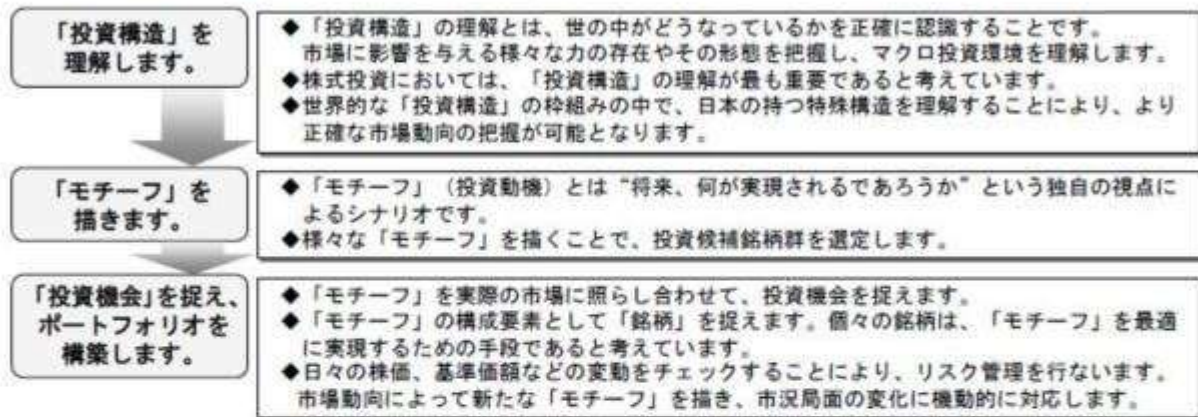 「投資構造」を
理解します。
◆「投資構造」の理解とは、世の中がどうなっているかを正確に認識することです。
市場に影響を与える様々な力の存在やその形態を把握し、マクロ投資環境を理解します。
◆株式投資においては、「投資構造」の理解が最も重要であると考えています。
◆世界的な「投資構造」の枠組みの中で、日本の持つ特殊構造を理解することにより、より
正確な市場動向の把握が可能となります。
「モチーフ」を
描きます。
◆「モチーフ」（投資動機）とは“将来、何が実現されるであろうか”という独自の視点に
よるシナリオです。
◆様々な「モチーフ」を描くことで、投資候補銘柄群を選定します。
「投資機会」を捉え、
ポートフォリオを
構築します。
◆「モチーフ」を実際の市場に照らし合わせて、投資機会を捉えます。
◆「モチーフ」の構成要素として「銘柄」を捉えます。個々の銘柄は、「モチーフ」を最適
に実現するための手段であると考えています。
◆日々の株価、基準価額などの変動をチェックすることにより、リスク管理を行ないます。
市場動向によって新たな「モチーフ」を描き、市況局面の変化に機動的に対応します。